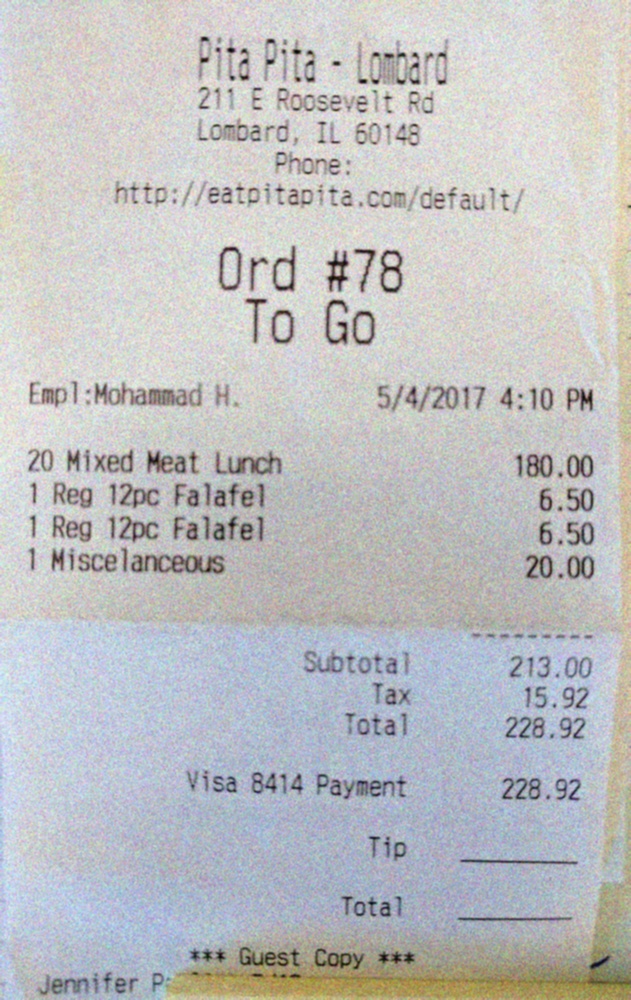 Pita Pita - Lombard
211 E Roosevelt Rd
Lombard, IL 60148
Phone:
http://eatpitapita.com/default/
Ord #78
To Go
Empl:Mohammad H. 5/4/2017 4:10 PM
20 Mixed Meat Lunch 180.00
1 Reg 12pc Falafel 6.50
1 Reg 12pc Falafel 6.50
1 Miscelanceous 20.00
---------
Subtotal 213.00
Tax 15.92
Total 228.92
Visa 8414 Payment 228.92
Tip
Total
*** Guest Copy ***
Jennifer